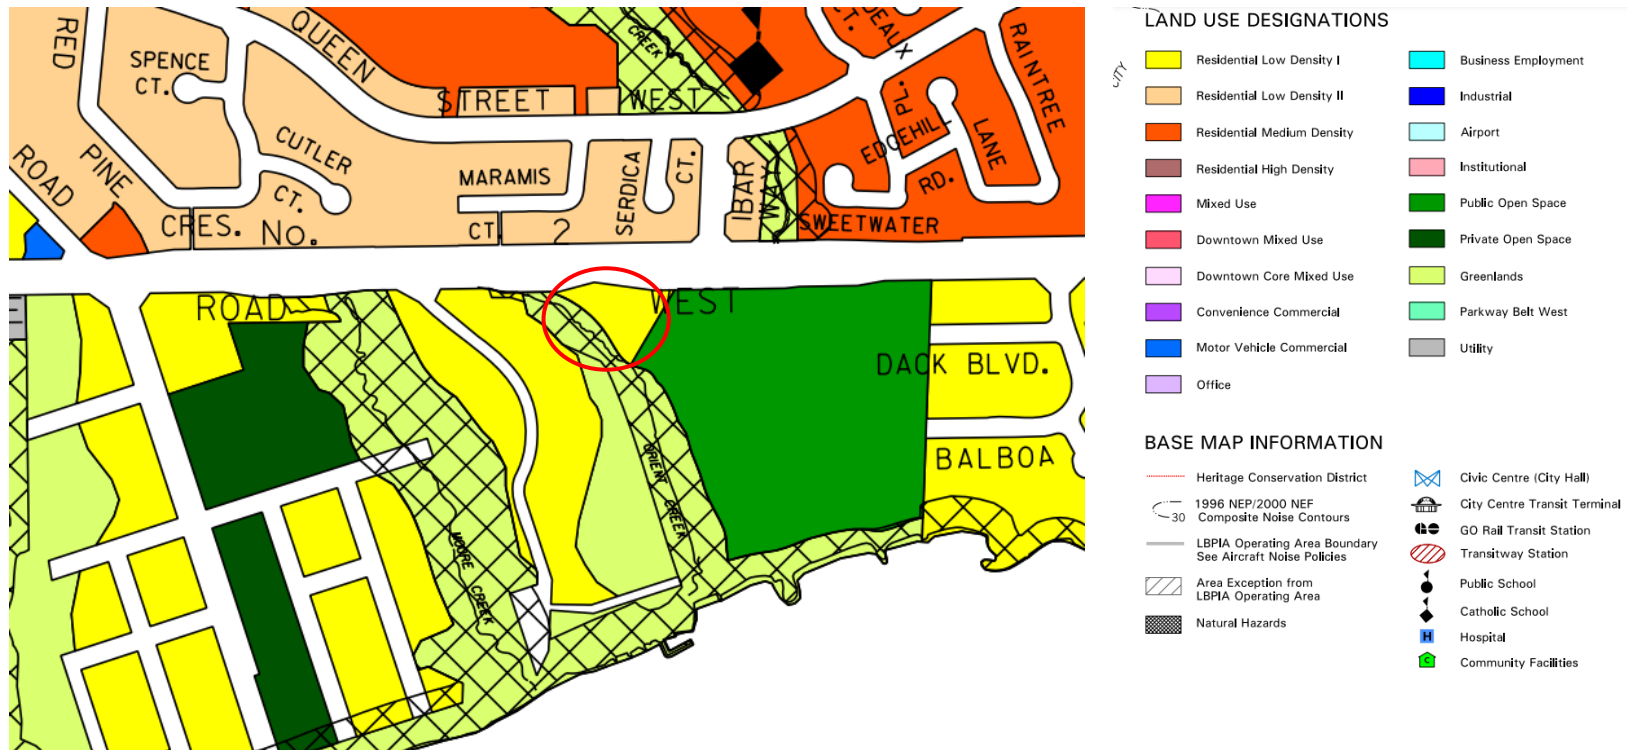 RED
SPENCE
CT.
QUEEN
STREET WEST
CREEK
DEAUX
CT.
RAINTREE
EDGEHILL
PL.
LANE
RD.
CUTLER
CT.
ROAD
PINE
CRES.
MARAMIS
CT.
SERDICA
CT.
IBAR
WAY
SWEETWATER
No. 2
ROAD
WEST
DACK BLVD.
BALBOA
MOORE
CREEK
ORIENT CREEK
CITY
LAND USE DESIGNATIONS
Residential Low Density I
Residential Low Density II
Residential Medium Density
Residential High Density
Mixed Use
Downtown Mixed Use
Downtown Core Mixed Use
Convenience Commercial
Motor Vehicle Commercial
Office
Business Employment
Industrial
Airport
Institutional
Public Open Space
Private Open Space
Greenlands
Parkway Belt West
Utility
BASE MAP INFORMATION
Heritage Conservation District
1996 NEP/2000 NEF
Composite Noise Contours
30
LBPIA Operating Area Boundary
See Aircraft Noise Policies
Area Exception from
LBPIA Operating Area
Natural Hazards
Civic Centre (City Hall)
City Centre Transit Terminal
GO Rail Transit Station
Transitway Station
Public School
Catholic School
H
Hospital
C
Community Facilities